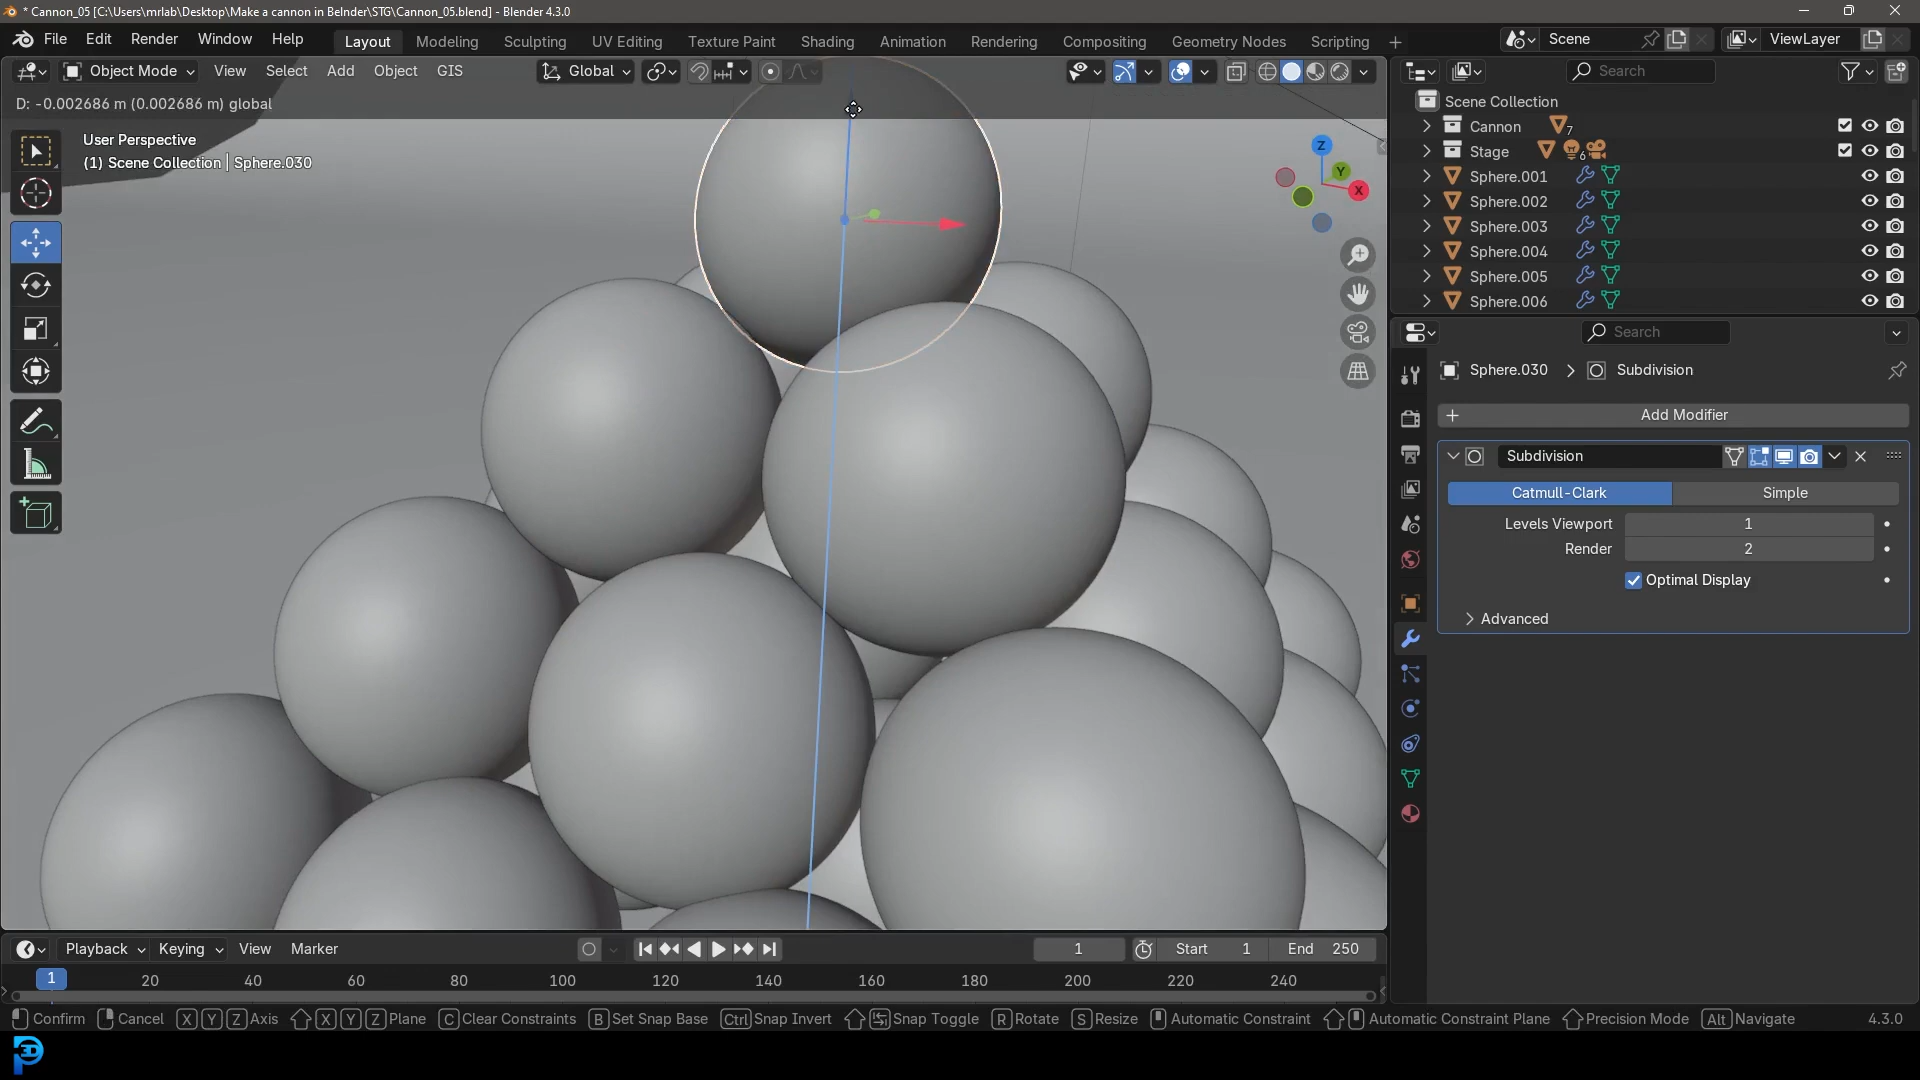 * Cannon_05 [C:\Users\mrlab\Desktop\Make a cannon in Belnder\STG\Cannon_05.blend] - Blender 4.3.0
File Edit Render Window Help Layout Modeling Sculpting UV Editing Texture Paint Shading Animation Rendering Compositing Geometry Nodes Scripting + Scene ViewLayer
Object Mode View Select Add Object GIS Global Search
D: -0.002686 m (0.002686 m) global
User Perspective
(1) Scene Collection | Sphere.030
Z
Y
X
Scene Collection
Cannon 7
Stage 6
Sphere.001
Sphere.002
Sphere.003
Sphere.004
Sphere.005
Sphere.006
Search
Sphere.030 > Subdivision
+ Add Modifier
Subdivision
Catmull-Clark Simple
Levels Viewport 1
Render 2
Optimal Display
Advanced
Playback Keying View Marker 1 Start 1 End 250
1 20 40 60 80 100 120 140 160 180 200 220 240
Confirm Cancel X Y Z Axis X Y Z Plane C Clear Constraints B Set Snap Base Ctrl Snap Invert Snap Toggle R Rotate S Resize Automatic Constraint Automatic Constraint Plane Precision Mode Alt Navigate 4.3.0
3D